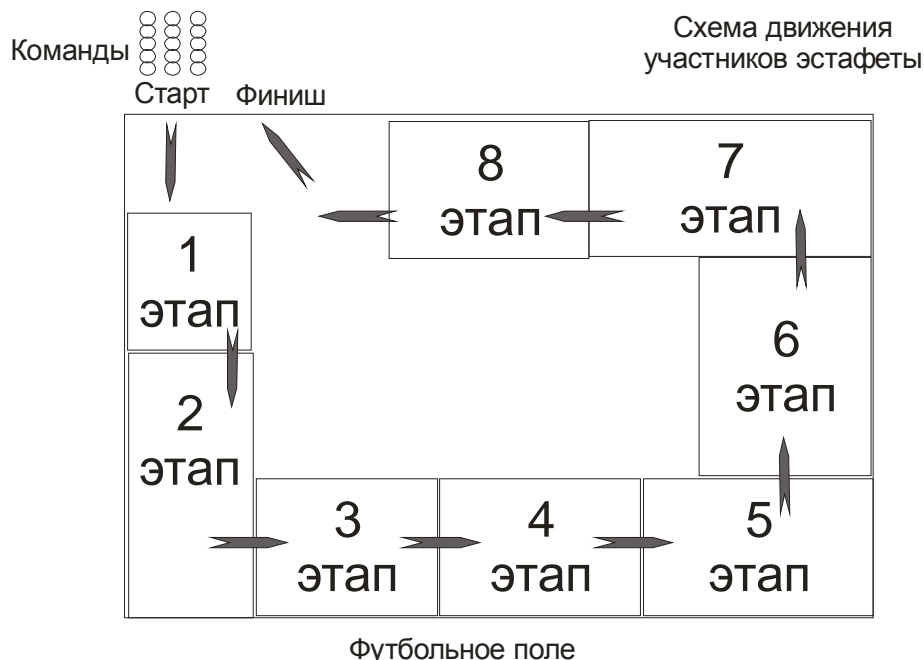 Схема движения
участников эстафеты
Команды
Старт
Финиш
1
этап
2
этап
3
этап
4
этап
5
этап
6
этап
7
этап
8
этап
Футбольное поле